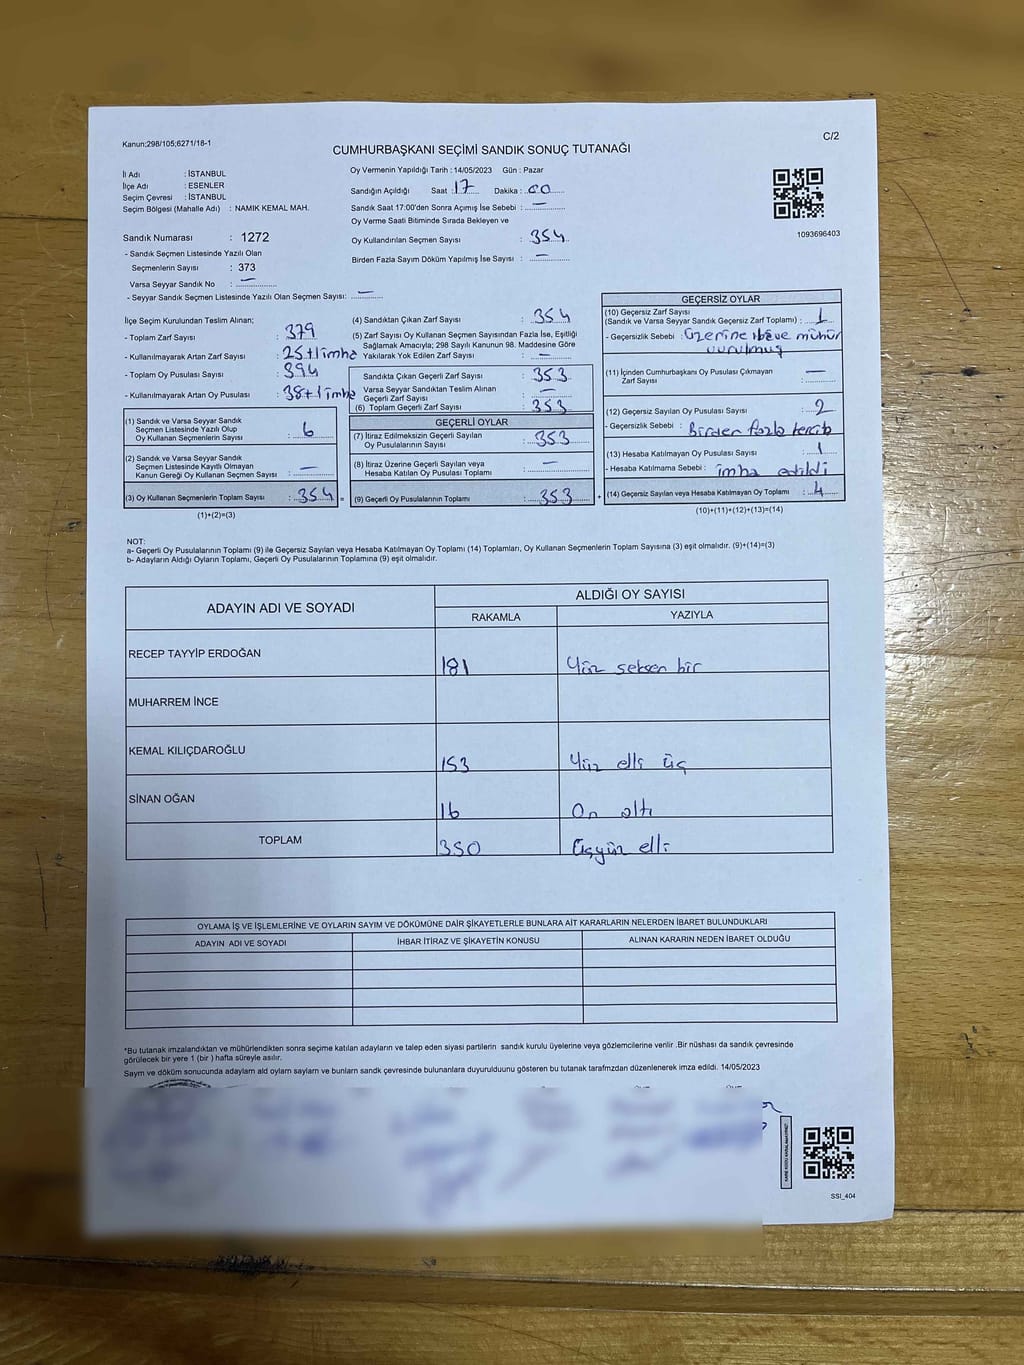 Kanun;298/105;6271/18-1
C/2
CUMHURBAŞKANI SEÇİMİ SANDIK SONUÇ TUTANAĞI
İl Adı : İSTANBUL
İlçe Adı : ESENLER
Seçim Çevresi : İSTANBUL
Seçim Bölgesi (Mahalle Adı) : NAMIK KEMAL MAH.
Sandık Numarası : 1272
- Sandık Seçmen Listesinde Yazılı Olan
Seçmenlerin Sayısı : 373
Varsa Seyyar Sandık No : —
- Seyyar Sandık Seçmen Listesinde Yazılı Olan Seçmen Sayısı: —
Oy Vermenin Yapıldığı Tarih : 14/05/2023 Gün : Pazar
Sandığın Açıldığı Saat : 17 Dakika : 00
Sandık Saat 17:00'den Sonra Açımış İse Sebebi : —
Oy Verme Saati Bitiminde Sırada Bekleyen ve
Oy Kullandırılan Seçmen Sayısı : 354
Birden Fazla Sayım Döküm Yapılmış İse Sayısı : —
1093696403
İlçe Seçim Kurulundan Teslim Alınan;
- Toplam Zarf Sayısı : 379
- Kullanılmayarak Artan Zarf Sayısı : 25+1 imha
- Toplam Oy Pusulası Sayısı : 394
- Kullanılmayarak Artan Oy Pusulası : 38+1 imha
(1) Sandık ve Varsa Seyyar Sandık
Seçmen Listesinde Yazılı Olup
Oy Kullanan Seçmenlerin Sayısı : 6
(2) Sandık ve Varsa Seyyar Sandık
Seçmen Listesinde Kayıtlı Olmayan
Kanun Gereği Oy Kullanan Seçmen Sayısı : —
(3) Oy Kullanan Seçmenlerin Toplam Sayısı : 354 =
(1)+(2)=(3)
(4) Sandıktan Çıkan Zarf Sayısı : 354
(5) Zarf Sayısı Oy Kullanan Seçmen Sayısından Fazla İse, Eşitliği
Sağlamak Amacıyla; 298 Sayılı Kanunun 98. Maddesine Göre
Yakılarak Yok Edilen Zarf Sayısı : —
Sandıkta Çıkan Geçerli Zarf Sayısı : 353
Varsa Seyyar Sandıktan Teslim Alınan
Geçerli Zarf Sayısı : —
(6) Toplam Geçerli Zarf Sayısı : 353
GEÇERLİ OYLAR
(7) İtiraz Edilmeksizin Geçerli Sayılan
Oy Pusulalarının Sayısı : 353
(8) İtiraz Üzerine Geçerli Sayılan veya
Hesaba Katılan Oy Pusulası Toplamı : —
(9) Geçerli Oy Pusulalarının Toplamı : 353 +
GEÇERSİZ OYLAR
(10) Geçersiz Zarf Sayısı
(Sandık ve Varsa Seyyar Sandık Geçersiz Zarf Toplamı) : 1
- Geçersizlik Sebebi : Üzerine ibeve mühür
vurulmuş
(11) İçinden Cumhurbaşkanı Oy Pusulası Çıkmayan
Zarf Sayısı : —
(12) Geçersiz Sayılan Oy Pusulası Sayısı : 2
- Geçersizlik Sebebi : Birden fazla tercih
(13) Hesaba Katılmayan Oy Pusulası Sayısı : 1
- Hesaba Katılmama Sebebi : imha edildi
(14) Geçersiz Sayılan veya Hesaba Katılmayan Oy Toplamı : 4
(10)+(11)+(12)+(13)=(14)
NOT:
a- Geçerli Oy Pusulalarının Toplamı (9) ile Geçersiz Sayılan veya Hesaba Katılmayan Oy Toplamı (14) Toplamları, Oy Kullanan Seçmenlerin Toplam Sayısına (3) eşit olmalıdır. (9)+(14)=(3)
b- Adayların Aldığı Oyların Toplamı, Geçerli Oy Pusulalarının Toplamına (9) eşit olmalıdır.
ADAYIN ADI VE SOYADI ALDIĞI OY SAYISI
RAKAMLA YAZIYLA
RECEP TAYYİP ERDOĞAN 181 Yüz seksen bir
MUHARREM İNCE
KEMAL KILIÇDAROĞLU 153 Yüz elli üç
SİNAN OĞAN 16 On altı
TOPLAM 350 Üçyüz elli
OYLAMA İŞ VE İŞLEMLERİNE VE OYLARIN SAYIM VE DÖKÜMÜNE DAİR ŞİKAYETLERLE BUNLARA AİT KARARLARIN NELERDEN İBARET BULUNDUKLARI
ADAYIN ADI VE SOYADI İHBAR İTİRAZ VE ŞİKAYETİN KONUSU ALINAN KARARIN NEDEN İBARET OLDUĞU
*Bu tutanak imzalandıktan ve mühürlendikten sonra seçime katılan adayların ve talep eden siyasi partilerin sandık kurulu üyelerine veya gözlemcilerine verilir .Bir nüshası da sandık çevresinde
görülecek bir yere 1 (bir ) hafta süreyle asılır.
Sayım ve döküm sonucunda adaylam ald oylam saylam ve bunların sandk çevresinde bulunanlara duyurulduunu gösteren bu tutanak tarafmzdan düzenlenerek imza edildi. 14/05/2023
SSI_404